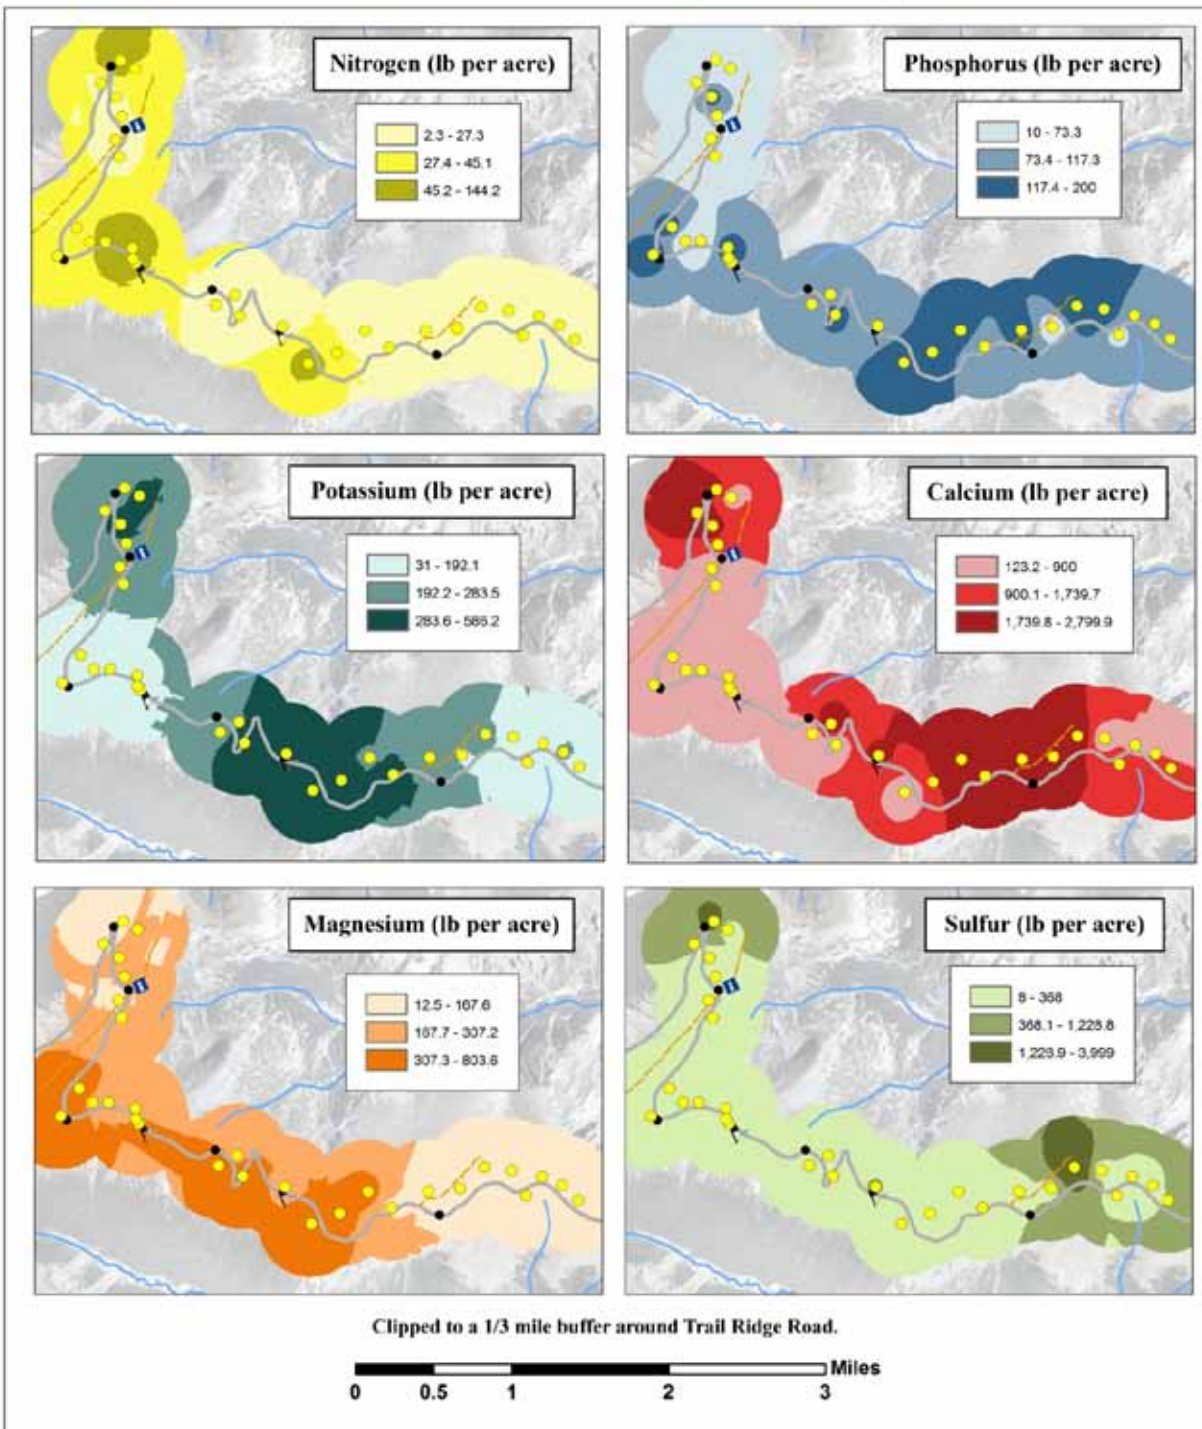 Nitrogen (lb per acre)
2.3 - 27.3
27.4 - 45.1
45.2 - 144.2
Phosphorus (lb per acre)
10 - 73.3
73.4 - 117.3
117.4 - 200
Potassium (lb per acre)
31 - 192.1
192.2 - 283.5
283.6 - 586.2
Calcium (lb per acre)
123.2 - 900
900.1 - 1,739.7
1,739.8 - 2,799.9
Magnesium (lb per acre)
12.5 - 167.6
167.7 - 307.2
307.3 - 803.6
Sulfur (lb per acre)
8 - 368
368.1 - 1,228.8
1,228.9 - 3,999
Clipped to a 1/3 mile buffer around Trail Ridge Road.
Miles
0 0.5 1 2 3